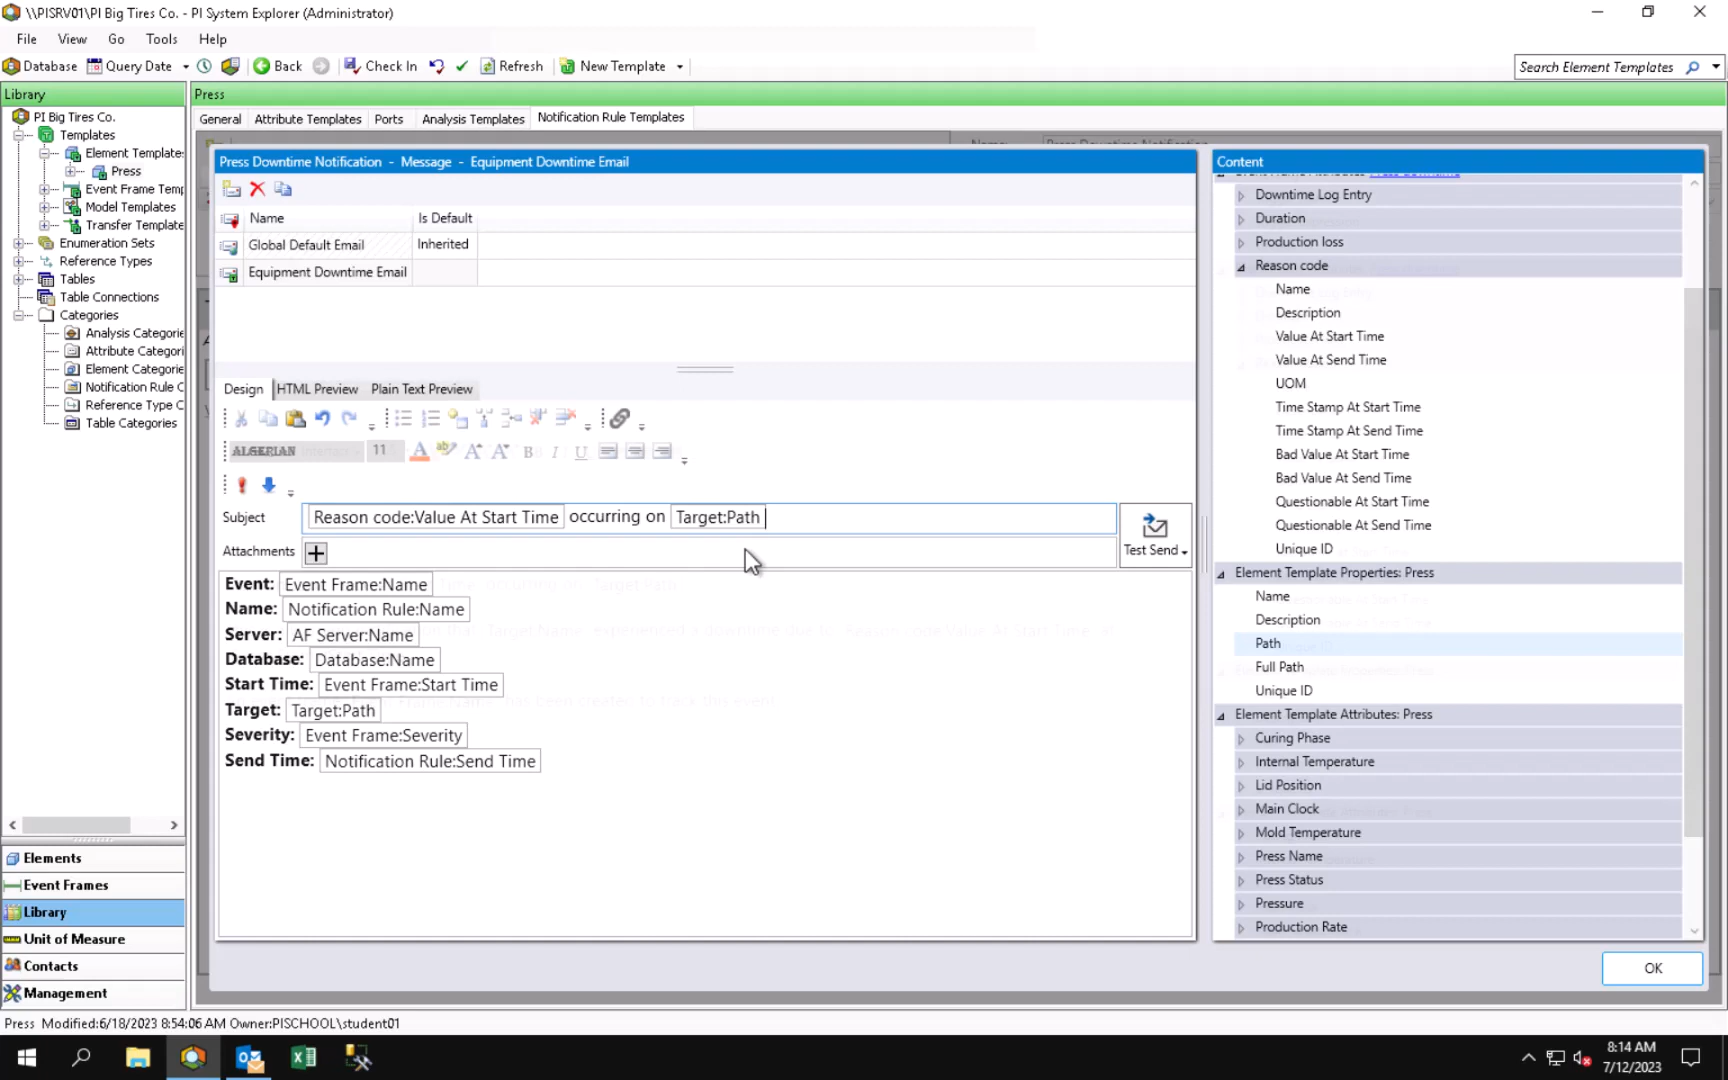 \\PISRV01\PI Big Tires Co. - PI System Explorer (Administrator)
File View Go Tools Help
Database Query Date Back Check In Refresh New Template
Search Element Templates
Library
PI Big Tires Co.
Templates
Element Template:
Press
Event Frame Temp
Model Templates
Transfer Template
Enumeration Sets
Reference Types
Tables
Table Connections
Categories
Analysis Categorie
Attribute Categori
Element Categorie
Notification Rule C
Reference Type C
Table Categories
Elements
Event Frames
Library
Unit of Measure
Contacts
Management
Press
General Attribute Templates Ports Analysis Templates Notification Rule Templates
Press Downtime Notification - Message - Equipment Downtime Email
Name Is Default
Global Default Email Inherited
Equipment Downtime Email
Design HTML Preview Plain Text Preview
ALGERIAN 11 A B I U
Subject Reason code:Value At Start Time occurring on Target:Path
Attachments
Test Send
Event: Event Frame:Name
Name: Notification Rule:Name
Server: AF Server:Name
Database: Database:Name
Start Time: Event Frame:Start Time
Target: Target:Path
Severity: Event Frame:Severity
Send Time: Notification Rule:Send Time
Content
Downtime Log Entry
Duration
Production loss
Reason code
Name
Description
Value At Start Time
Value At Send Time
UOM
Time Stamp At Start Time
Time Stamp At Send Time
Bad Value At Start Time
Bad Value At Send Time
Questionable At Start Time
Questionable At Send Time
Unique ID
Element Template Properties: Press
Name
Description
Path
Full Path
Unique ID
Element Template Attributes: Press
Curing Phase
Internal Temperature
Lid Position
Main Clock
Mold Temperature
Press Name
Press Status
Pressure
Production Rate
OK
Press Modified:6/18/2023 8:54:06 AM Owner:PISCHOOL\student01
8:14 AM
7/12/2023